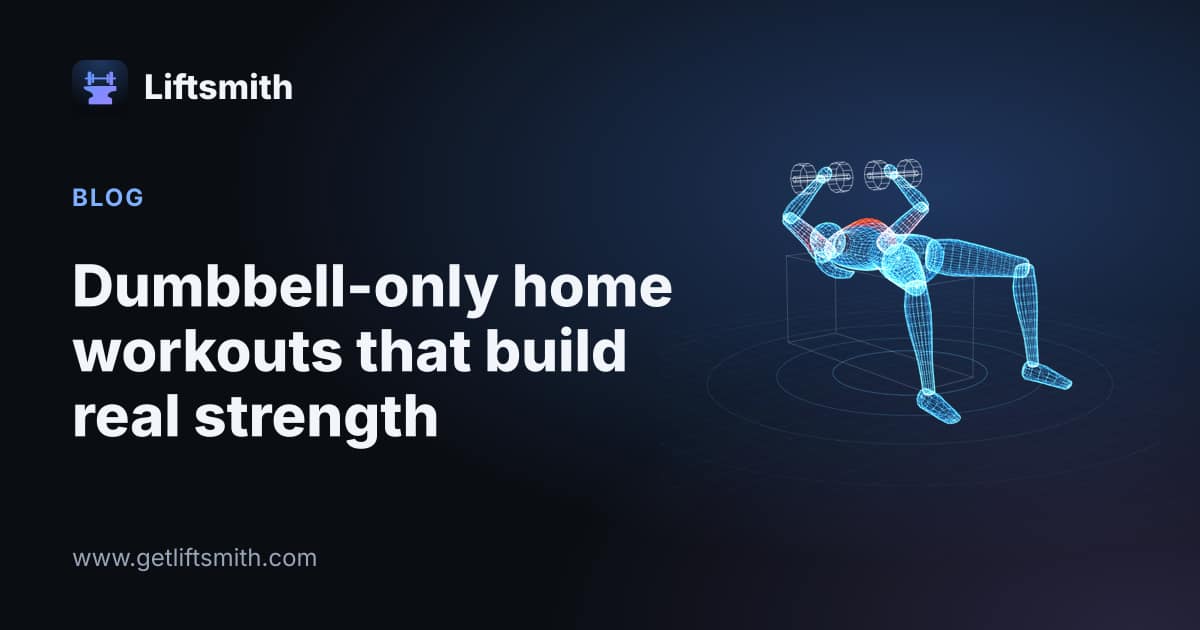 Liftsmith
BLOG
Dumbbell-only home
workouts that build
real strength
www.getliftsmith.com